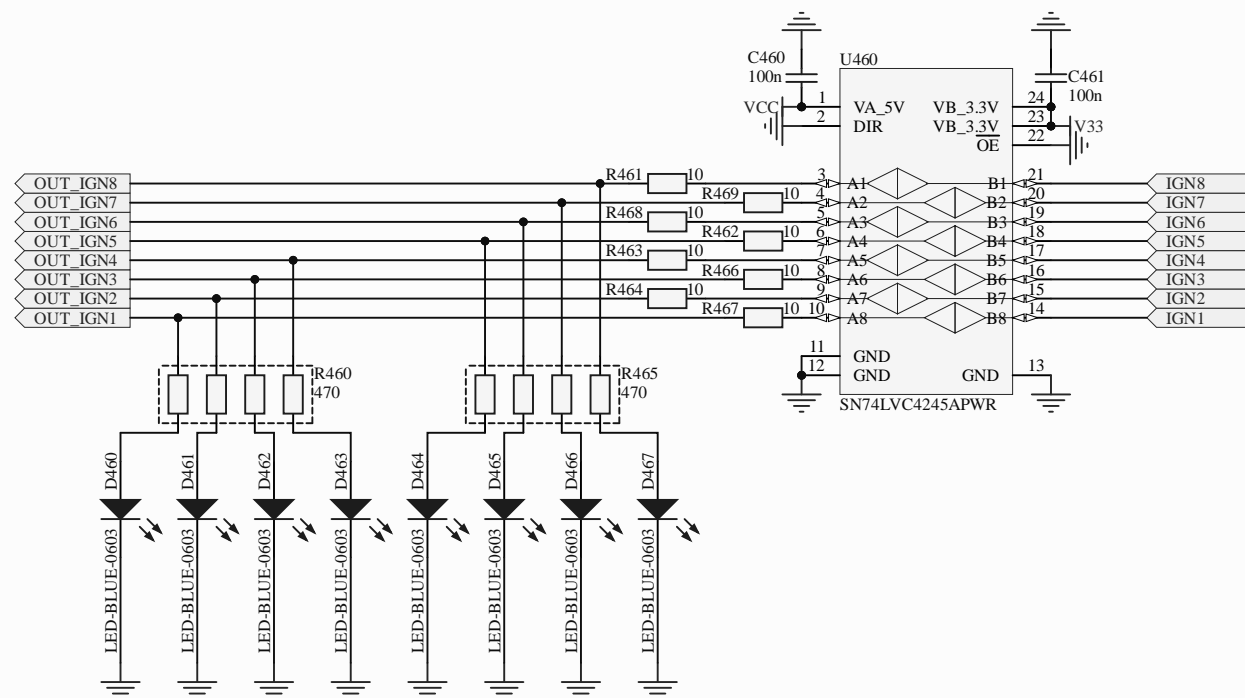 C460
100n
U460
C461
100n
VCC
1
VA_5V
VB_3.3V
24
2
DIR
VB_3.3V
23
V33
OE
22
OUT_IGN8
R461
10
3
A1
B1
21
IGN8
OUT_IGN7
R469
10
4
A2
B2
20
IGN7
OUT_IGN6
R468
10
5
A3
B3
19
IGN6
OUT_IGN5
R462
10
6
A4
B4
18
IGN5
OUT_IGN4
R463
10
7
A5
B5
17
IGN4
OUT_IGN3
R466
10
8
A6
B6
16
IGN3
OUT_IGN2
R464
10
9
A7
B7
15
IGN2
OUT_IGN1
R467
10
10
A8
B8
14
IGN1
11
GND
12
GND
GND
13
SN74LVC4245APWR
R460
470
R465
470
D460
D461
D462
D463
D464
D465
D466
D467
LED-BLUE-0603
LED-BLUE-0603
LED-BLUE-0603
LED-BLUE-0603
LED-BLUE-0603
LED-BLUE-0603
LED-BLUE-0603
LED-BLUE-0603